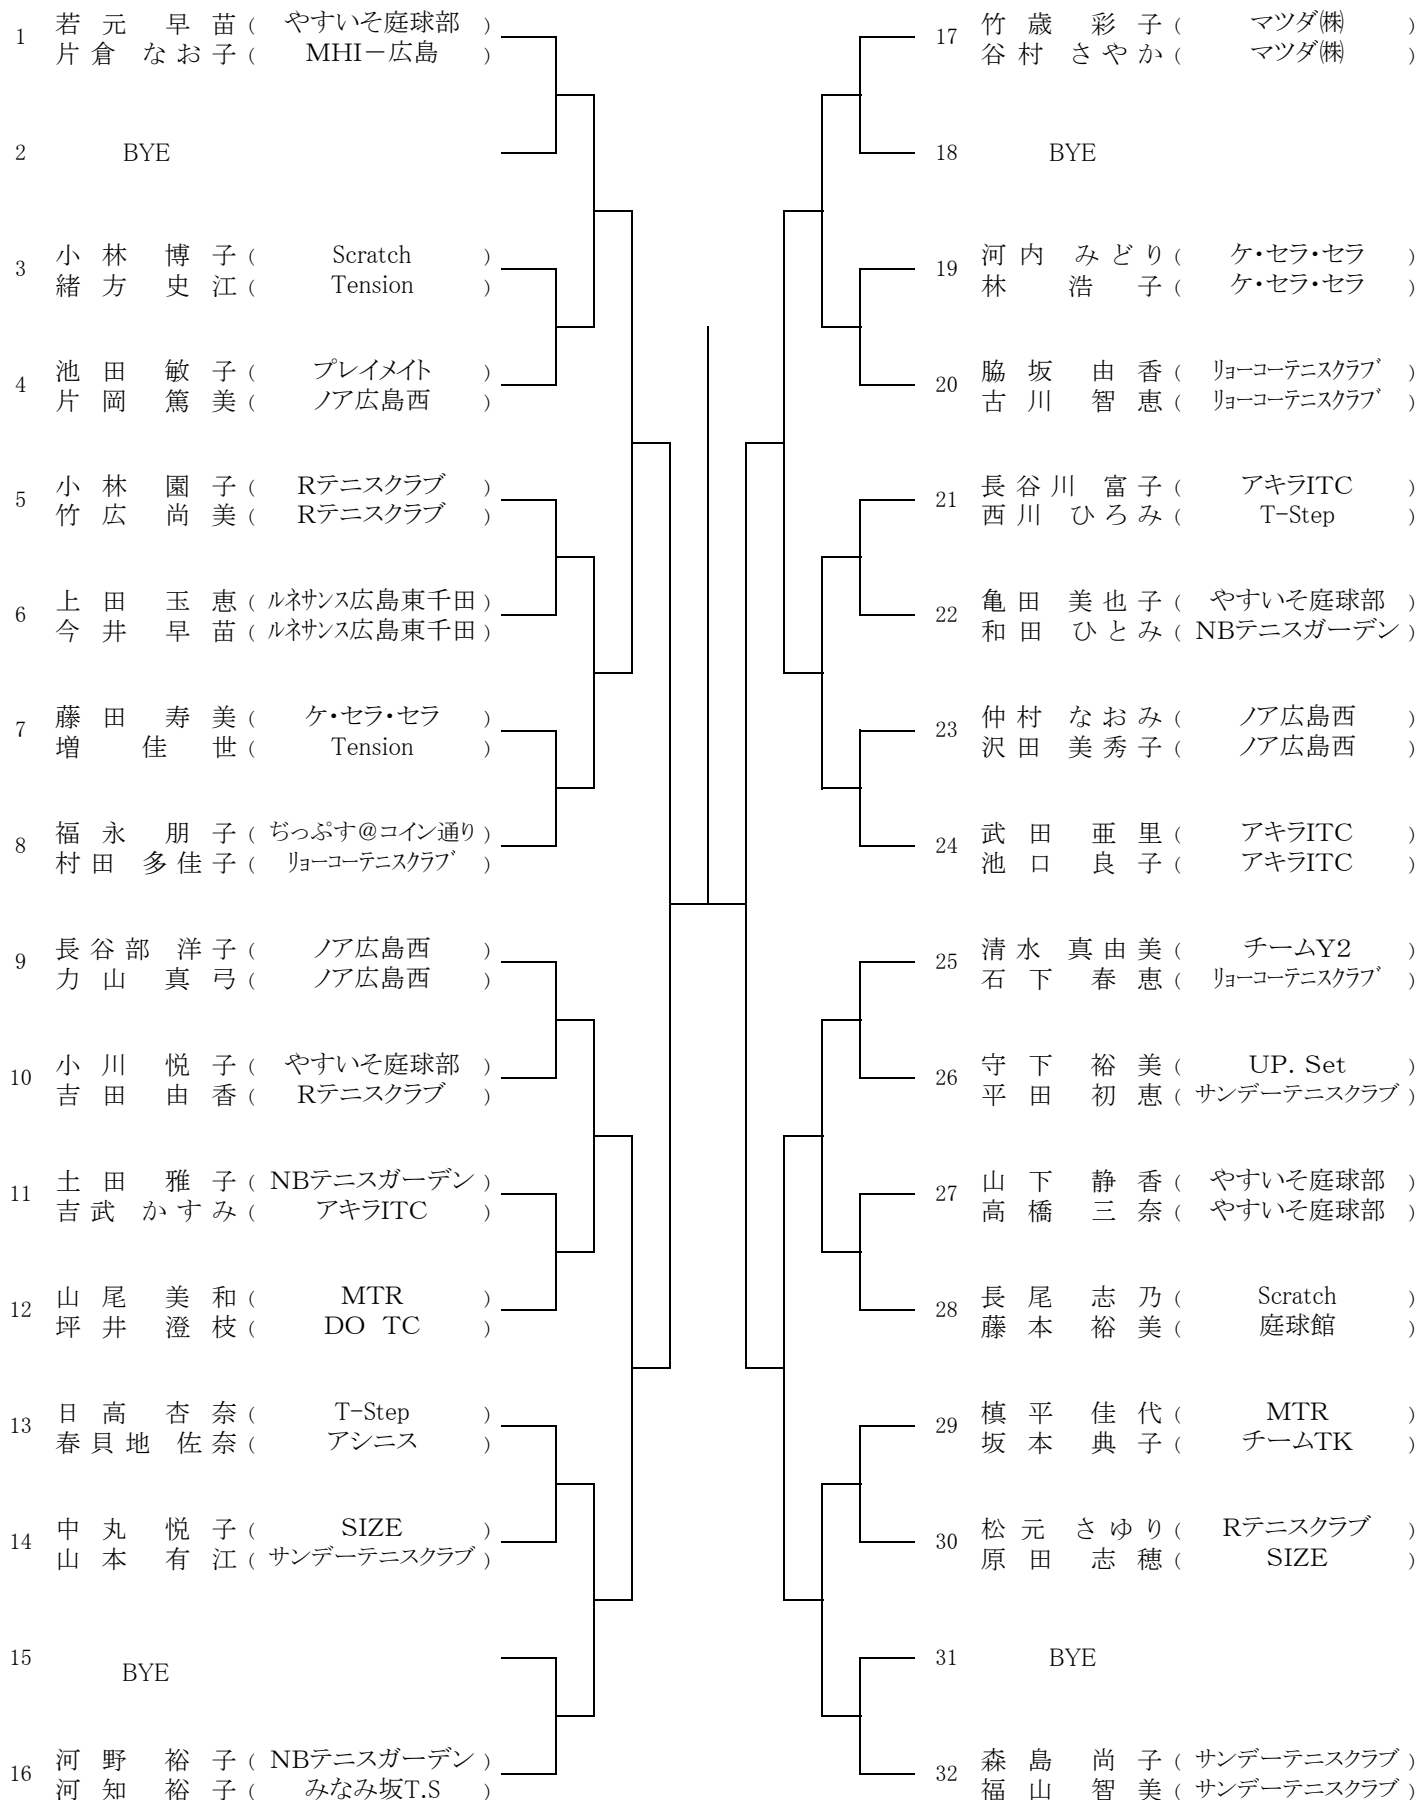 1 若元 早苗 ( やすいそ庭球部 )
片倉 なお子 ( MHI－広島 )
2 BYE
3 小林 博子 ( Scratch )
緒方 史江 ( Tension )
4 池田 敏子 ( プレイメイト )
片岡 篤美 ( ノア広島西 )
5 小林 園子 ( Rテニスクラブ )
竹広 尚美 ( Rテニスクラブ )
6 上田 玉恵 ( ルネサンス広島東千田 )
今井 早苗 ( ルネサンス広島東千田 )
7 藤田 寿美 ( ケ・セラ・セラ )
増 佳世 ( Tension )
8 福永 朋子 ( ぢっぷす@コイン通り )
村田 多佳子 ( リョーコーテニスクラブ )
9 長谷部 洋子 ( ノア広島西 )
力山 真弓 ( ノア広島西 )
10 小川 悦子 ( やすいそ庭球部 )
吉田 由香 ( Rテニスクラブ )
11 土田 雅子 ( NBテニスガーデン )
吉武 かすみ ( アキラITC )
12 山尾 美和 ( MTR )
坪井 澄枝 ( DO TC )
13 日高 杏奈 ( T-Step )
春貝地 佐奈 ( アシニス )
14 中丸 悦子 ( SIZE )
山本 有江 ( サンデーテニスクラブ )
15 BYE
16 河野 裕子 ( NBテニスガーデン )
河知 裕子 ( みなみ坂T.S )
17 竹歳 彩子 ( マツダ㈱ )
谷村 さやか ( マツダ㈱ )
18 BYE
19 河内 みどり ( ケ・セラ・セラ )
林 浩子 ( ケ・セラ・セラ )
20 脇坂 由香 ( リョーコーテニスクラブ )
古川 智恵 ( リョーコーテニスクラブ )
21 長谷川 富子 ( アキラITC )
西川 ひろみ ( T-Step )
22 亀田 美也子 ( やすいそ庭球部 )
和田 ひとみ ( NBテニスガーデン )
23 仲村 なおみ ( ノア広島西 )
沢田 美秀子 ( ノア広島西 )
24 武田 亜里 ( アキラITC )
池口 良子 ( アキラITC )
25 清水 真由美 ( チームY2 )
石下 春恵 ( リョーコーテニスクラブ )
26 守下 裕美 ( UP. Set )
平田 初恵 ( サンデーテニスクラブ )
27 山下 静香 ( やすいそ庭球部 )
高橋 三奈 ( やすいそ庭球部 )
28 長尾 志乃 ( Scratch )
藤本 裕美 ( 庭球館 )
29 槙平 佳代 ( MTR )
坂本 典子 ( チームTK )
30 松元 さゆり ( Rテニスクラブ )
原田 志穂 ( SIZE )
31 BYE
32 森島 尚子 ( サンデーテニスクラブ )
福山 智美 ( サンデーテニスクラブ )